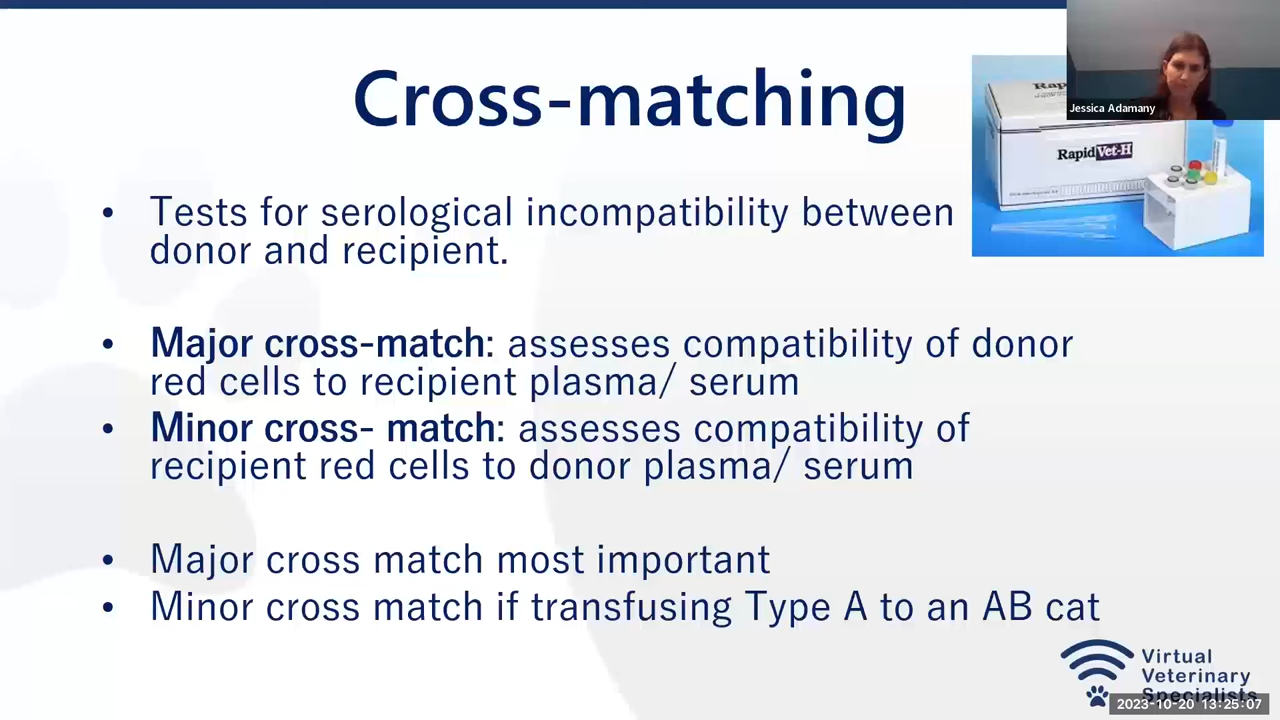 Cross-matching
Jessica Adamany
Rap
RapidVet-H
• Tests for serological incompatibility between
donor and recipient.
• Major cross-match: assesses compatibility of donor
red cells to recipient plasma/ serum
• Minor cross- match: assesses compatibility of
recipient red cells to donor plasma/ serum
• Major cross match most important
• Minor cross match if transfusing Type A to an AB cat
Virtual
Veterinary
Specialists
2023-10-20 13:25:07